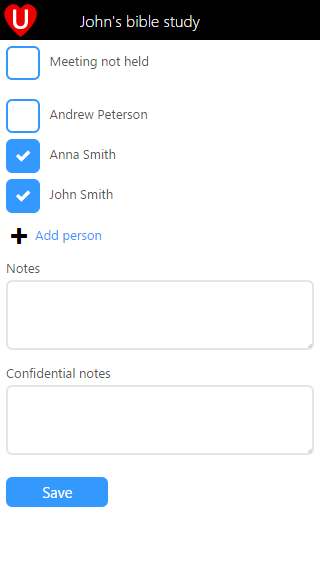 U
John's bible study
Meeting not held
Andrew Peterson
Anna Smith
John Smith
Add person
Notes
Confidential notes
Save